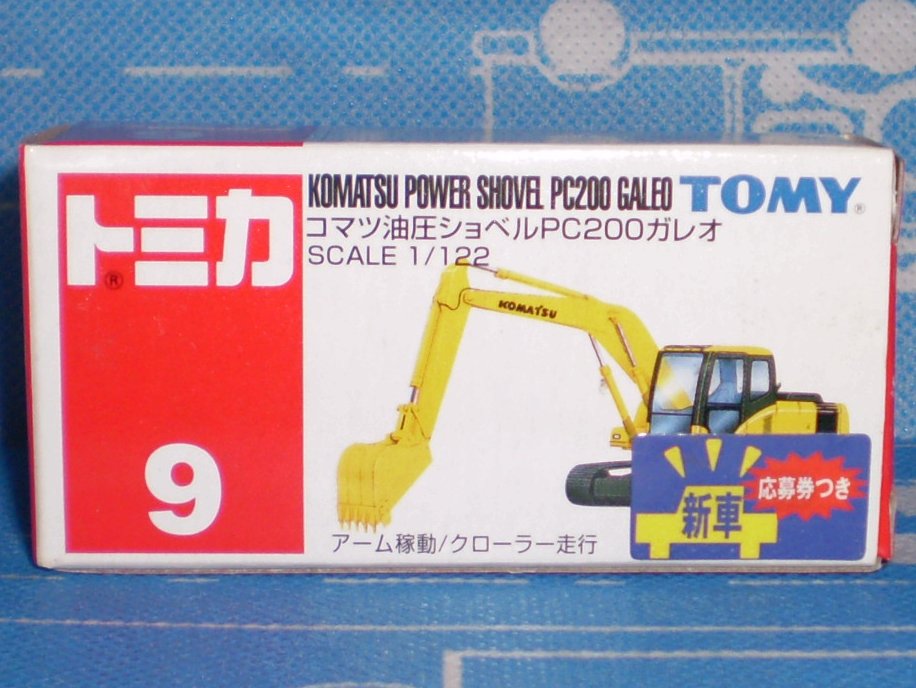 トミカ
®
9
KOMATSU POWER SHOVEL PC200 GALEO
TOMY®
コマツ油圧ショベルPC200ガレオ
SCALE 1/122
KOMATSU
アーム稼動/クローラー走行
新車
応募券つき